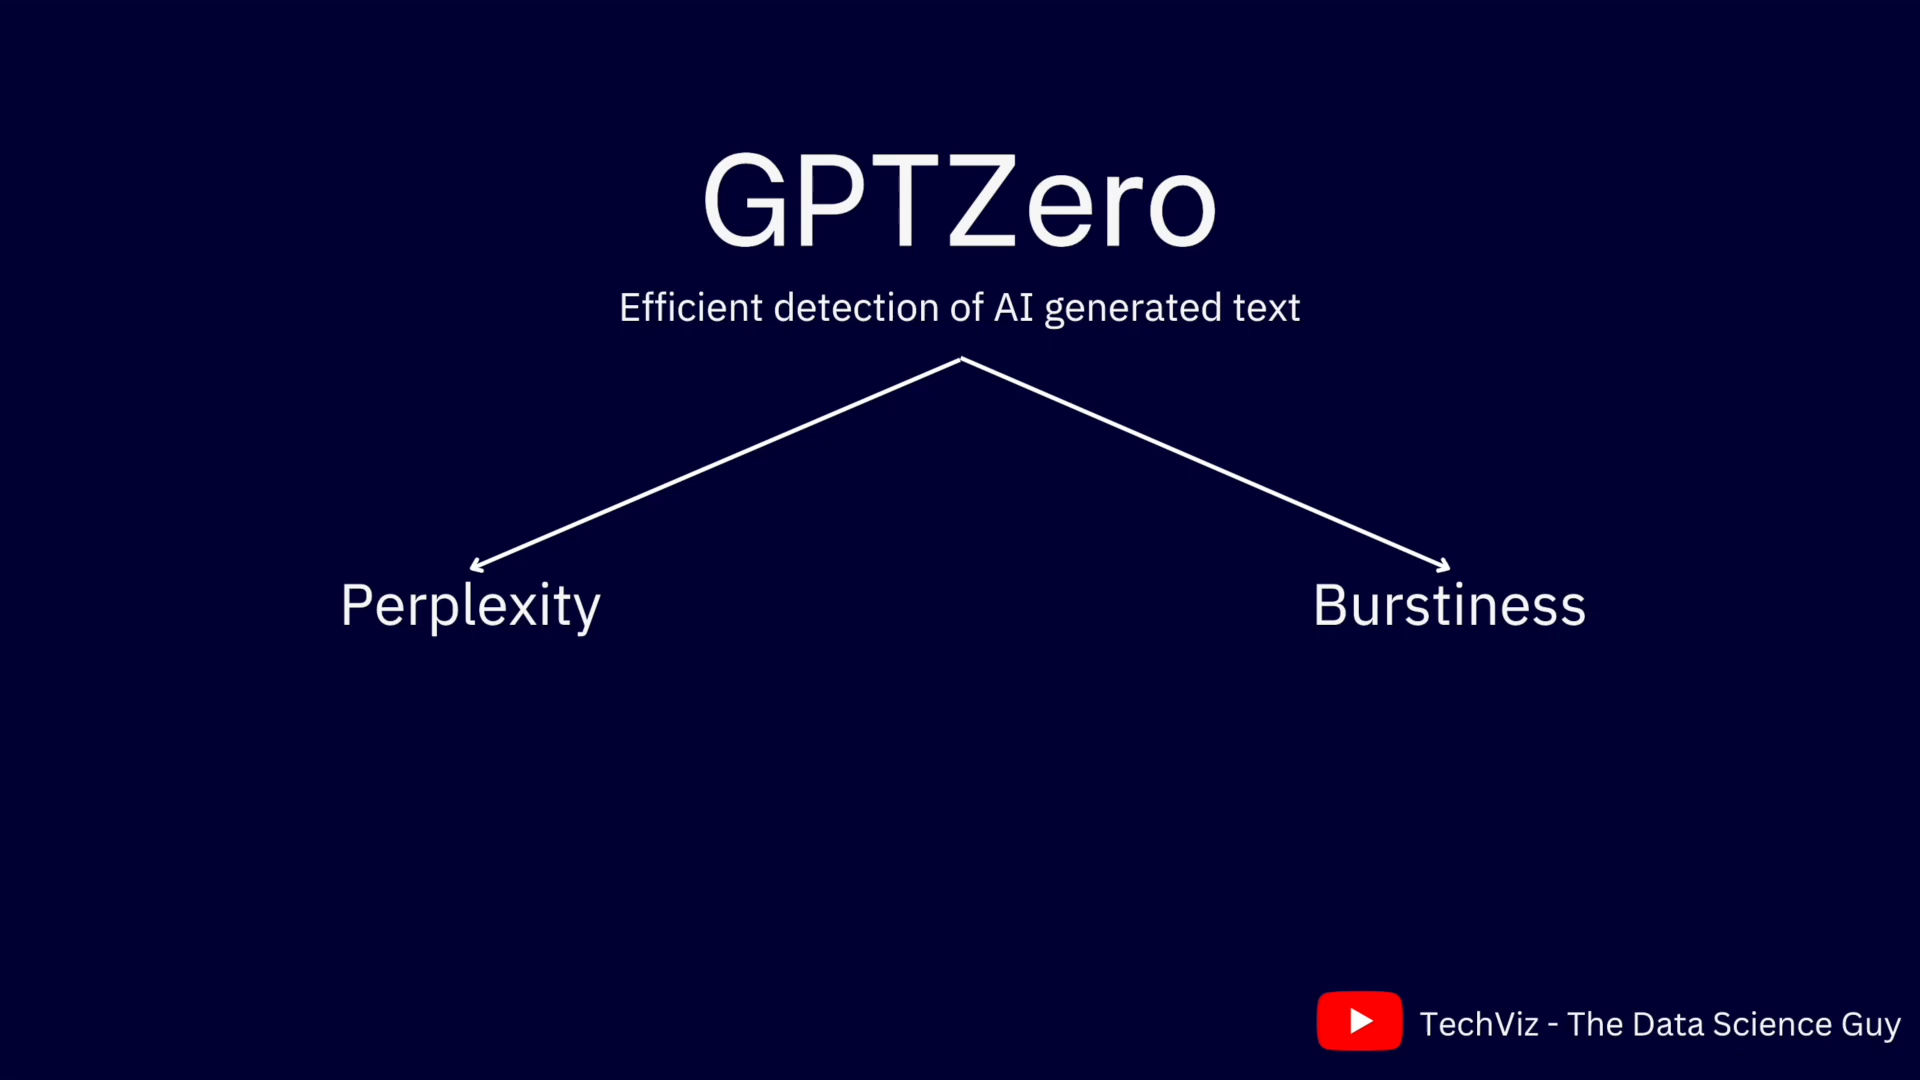 GPTZero
Efficient detection of AI generated text
Perplexity
Burstiness
TechViz - The Data Science Guy